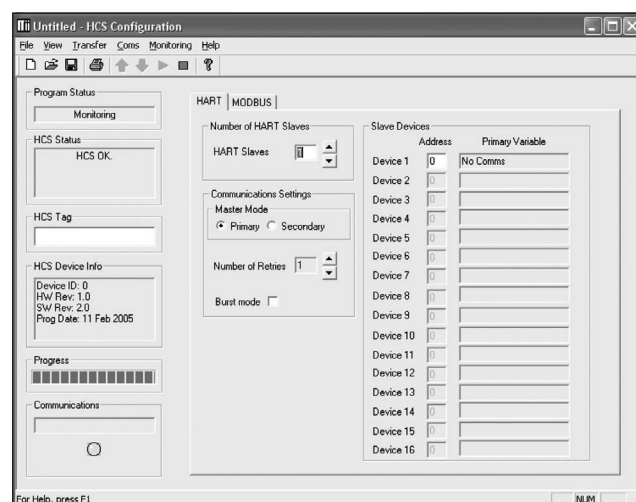 Untitled - HCS Configuration
File View Transfer Coms Monitoring Help
Program Status
Monitoring
HCS Status
HCS OK.
HCS Tag
HCS Device Info
Device ID: 0
HW Rev: 1.0
SW Rev: 2.0
Prog Date: 11 Feb 2005
Progress
Communications
HART MODBUS
Number of HART Slaves
HART Slaves 1
Communications Settings
Master Mode
Primary Secondary
Number of Retries 1
Burst mode
Slave Devices
Address Primary Variable
Device 1 0 No Comms
Device 2 0
Device 3 0
Device 4 0
Device 5 0
Device 6 0
Device 7 0
Device 8 0
Device 9 0
Device 10 0
Device 11 0
Device 12 0
Device 13 0
Device 14 0
Device 15 0
Device 16 0
For Help, press F1
NUM